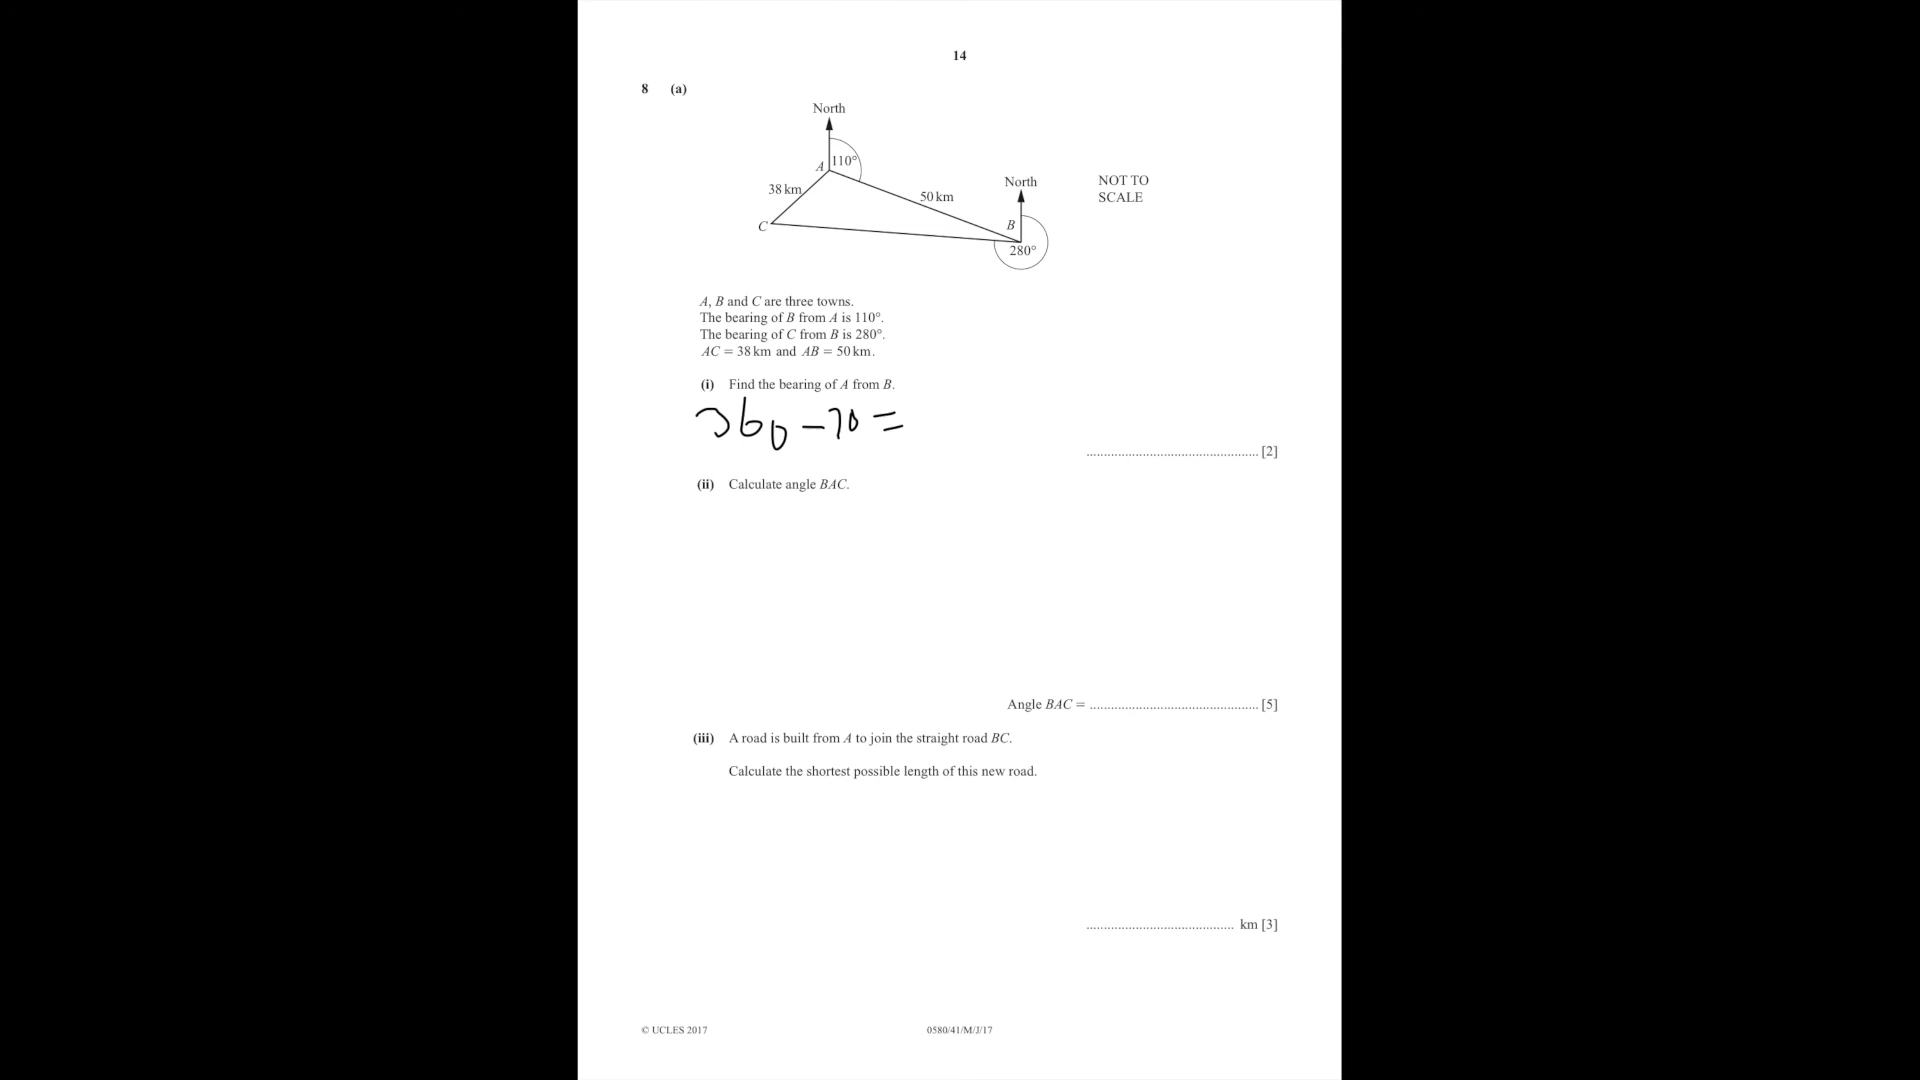 14
8 (a)
North
A 110°
38 km
North
NOT TO
SCALE
50 km
C
B
280°
A, B and C are three towns.
The bearing of B from A is 110°.
The bearing of C from B is 280°.
AC = 38 km and AB = 50 km.
(i) Find the bearing of A from B.
360 – 70 =
.................................................. [2]
(ii) Calculate angle BAC.
Angle BAC = .................................................. [5]
(iii) A road is built from A to join the straight road BC.
Calculate the shortest possible length of this new road.
........................................... km [3]
© UCLES 2017
0580/41/M/J/17